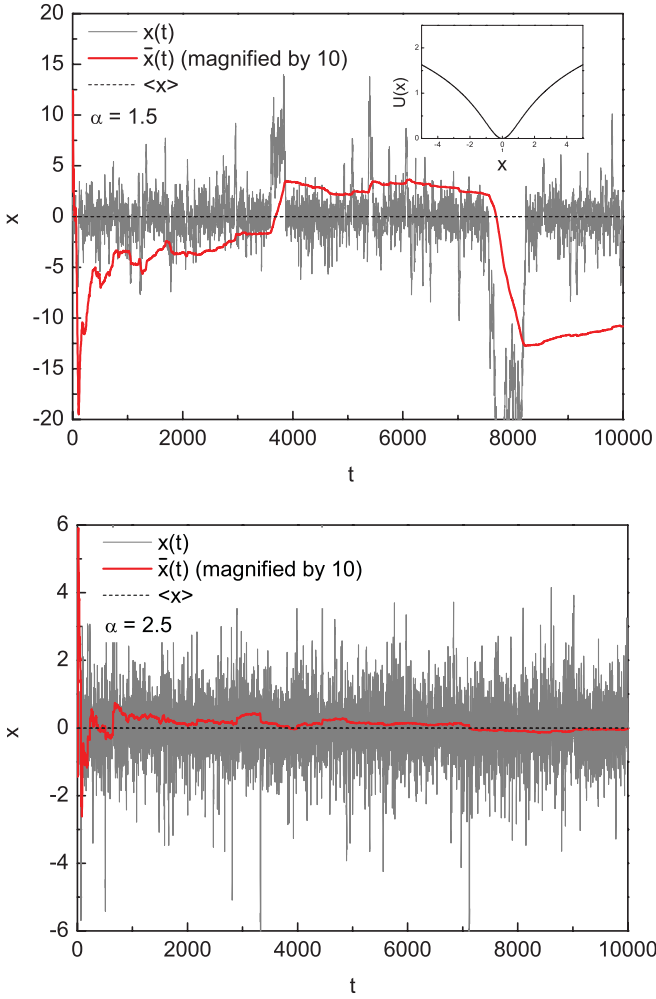 20
x(t)
x̄(t) (magnified by 10)
<x>
α = 1.5
15
10
5
0
-5
-10
-15
-20
x
0 2000 4000 6000 8000 10000
t
2
1
0
U(x)
-4 -2 0 2 4
x
6
x(t)
x̄(t) (magnified by 10)
<x>
α = 2.5
4
2
0
-2
-4
-6
x
0 2000 4000 6000 8000 10000
t